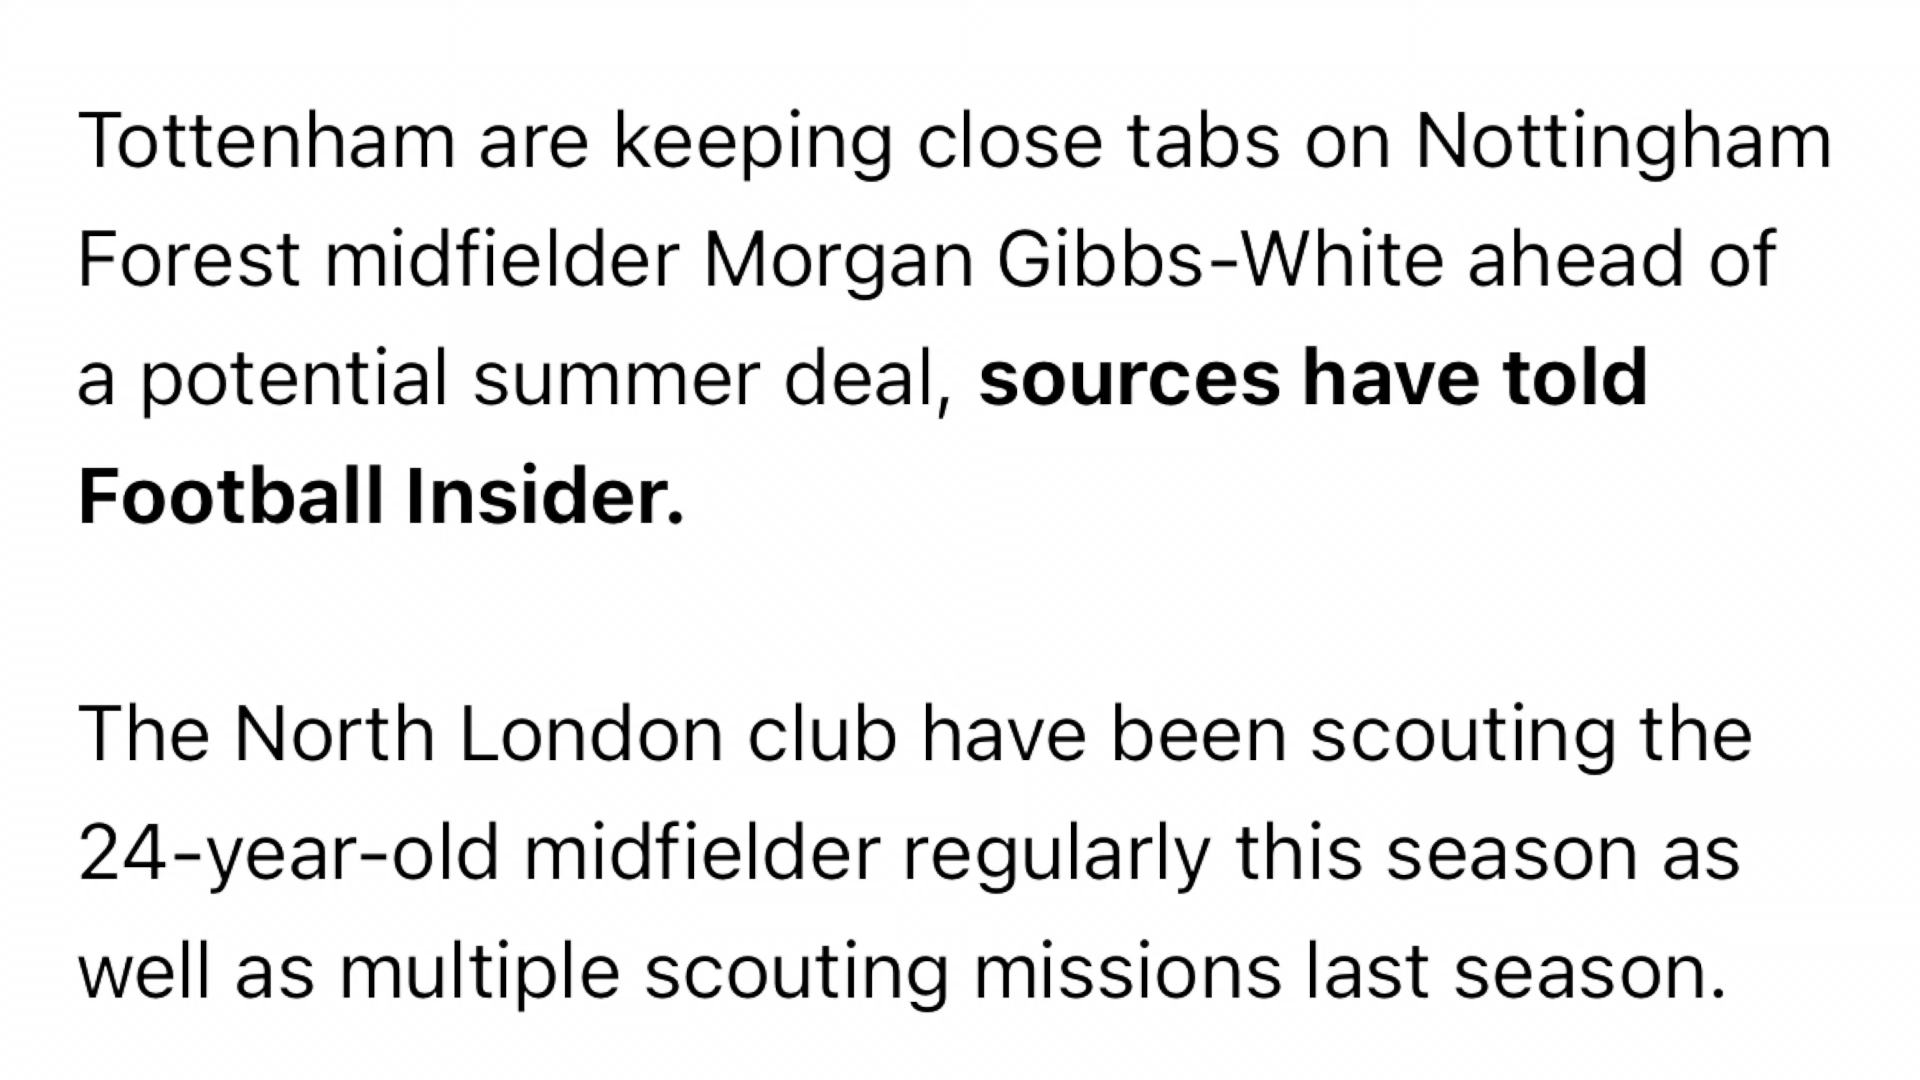 Tottenham are keeping close tabs on Nottingham
Forest midfielder Morgan Gibbs-White ahead of
a potential summer deal, sources have told
Football Insider.
The North London club have been scouting the
24-year-old midfielder regularly this season as
well as multiple scouting missions last season.